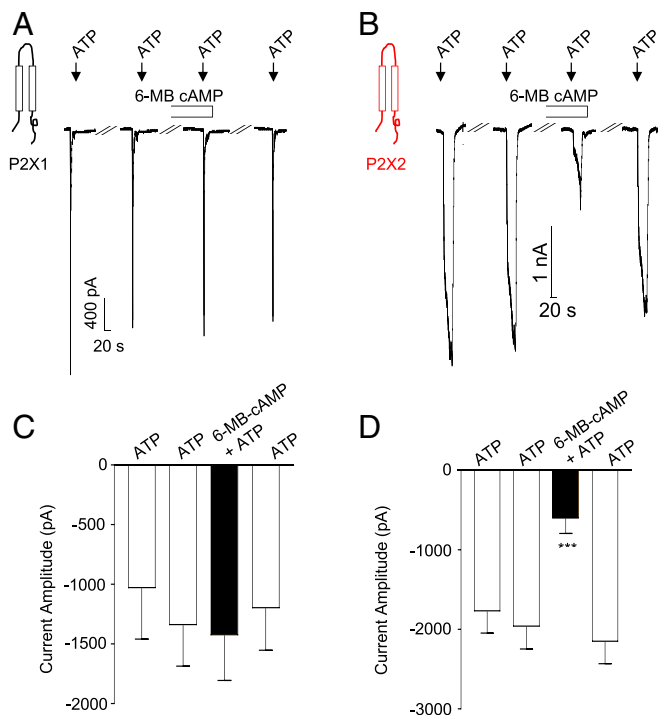 A
ATP ATP ATP ATP
6-MB cAMP
P2X1
400 pA
20 s
B
ATP ATP ATP ATP
6-MB cAMP
P2X2
1 nA
20 s
C
ATP ATP 6-MB-cAMP + ATP ATP
Current Amplitude (pA)
0
-500
-1000
-1500
-2000
D
ATP ATP 6-MB-cAMP + ATP ATP
Current Amplitude (pA)
0
-1000
-2000
-3000
***